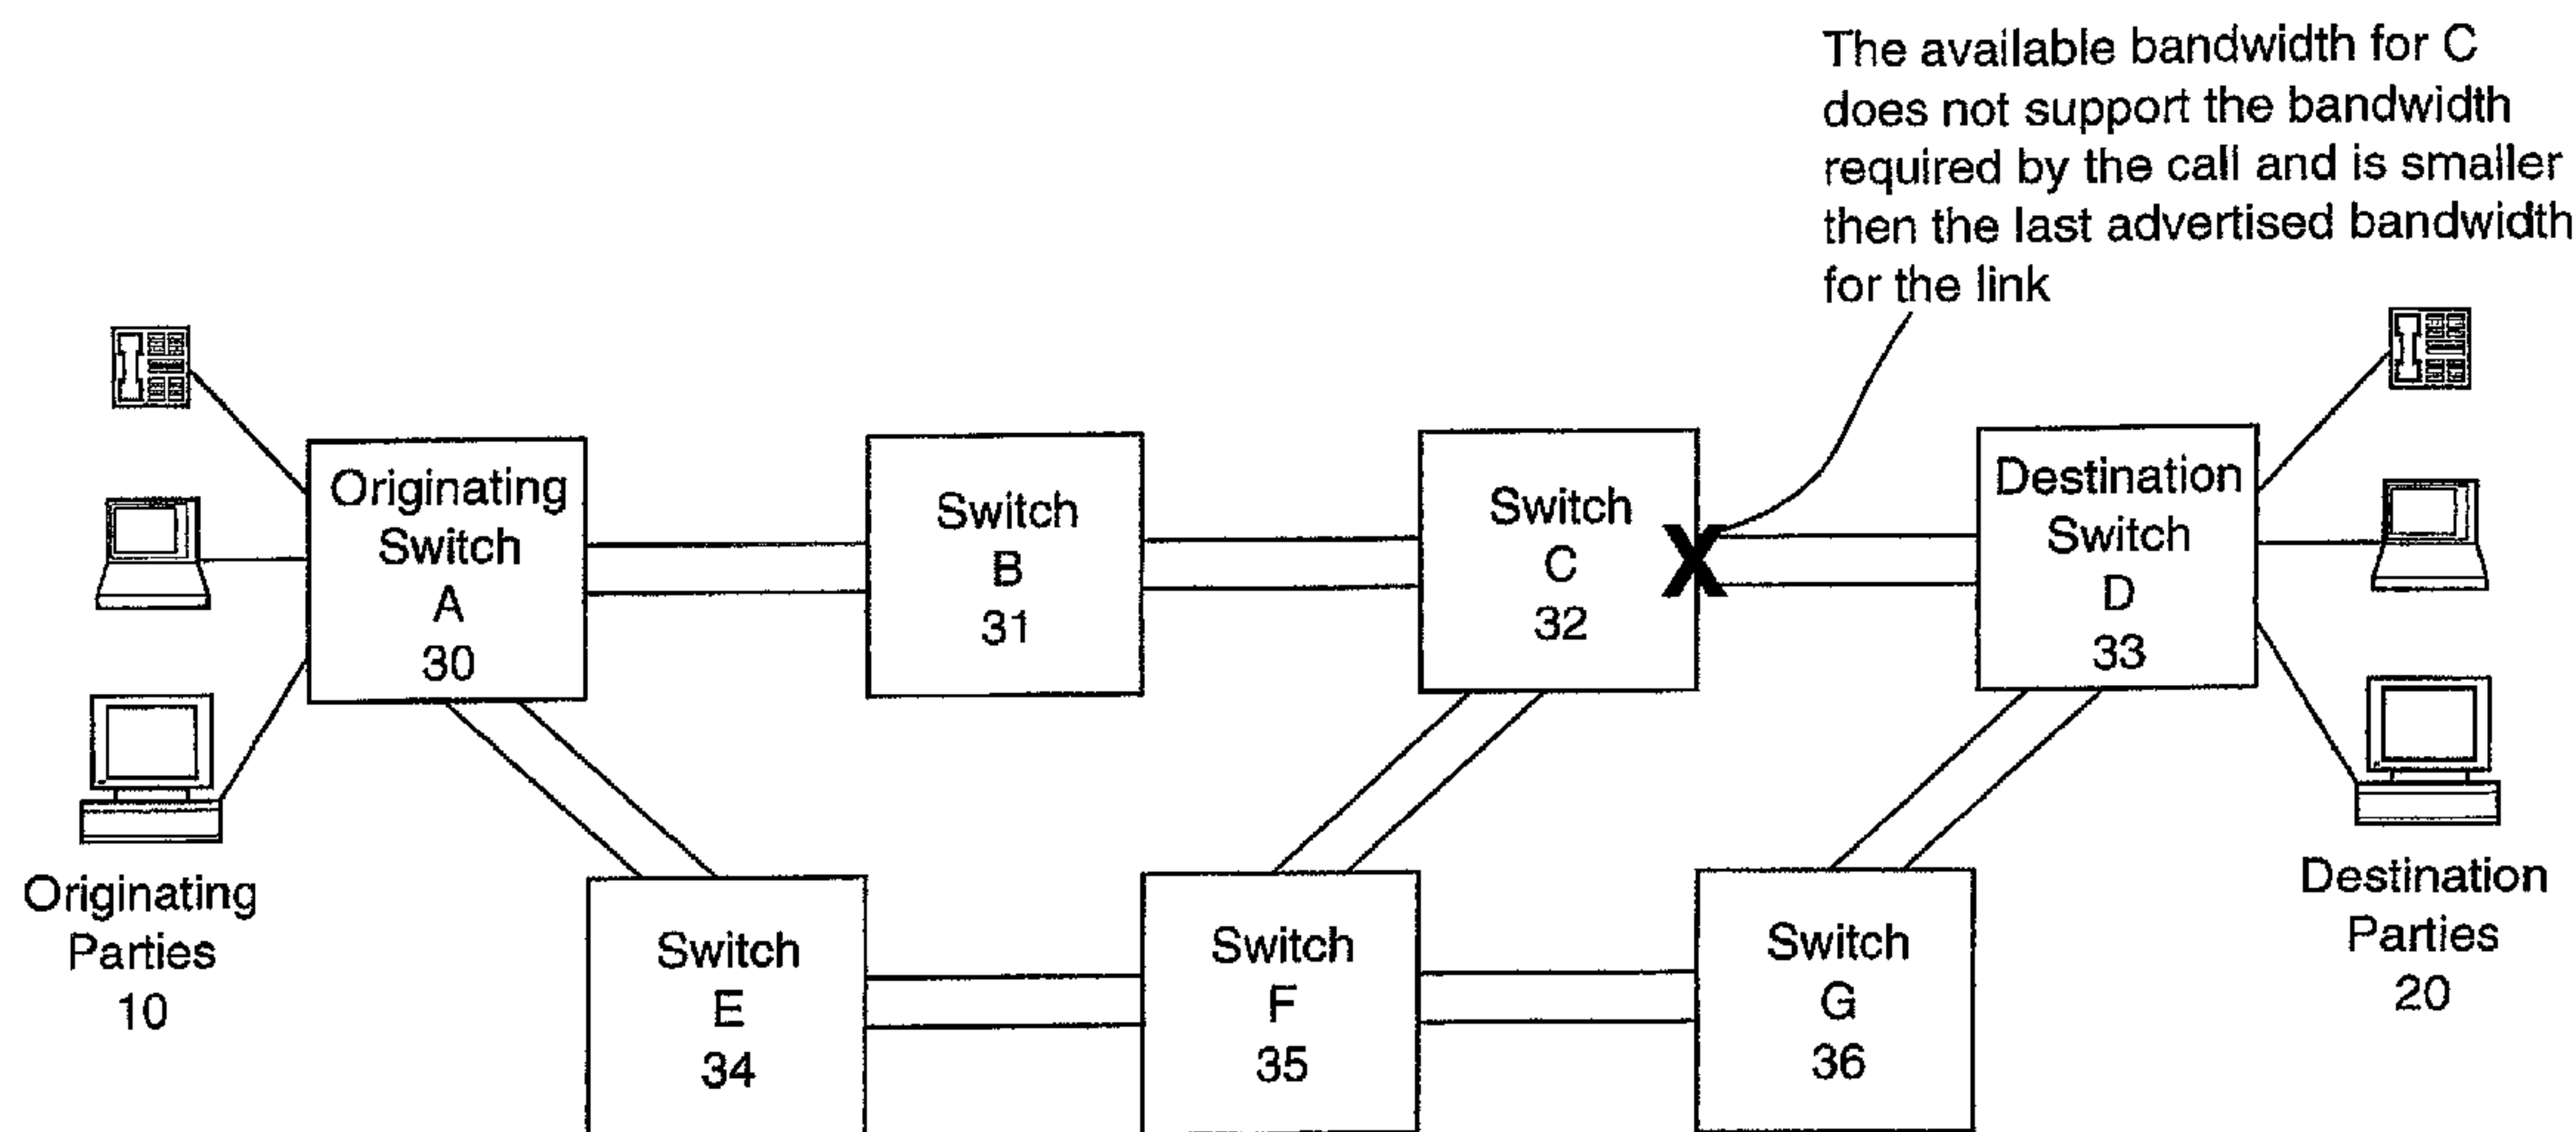 The available bandwidth for C
does not support the bandwidth
required by the call and is smaller
then the last advertised bandwidth
for the link
Originating
Switch
A
30
Switch
B
31
Switch
C
32
X
Destination
Switch
D
33
Originating
Parties
10
Switch
E
34
Switch
F
35
Switch
G
36
Destination
Parties
20